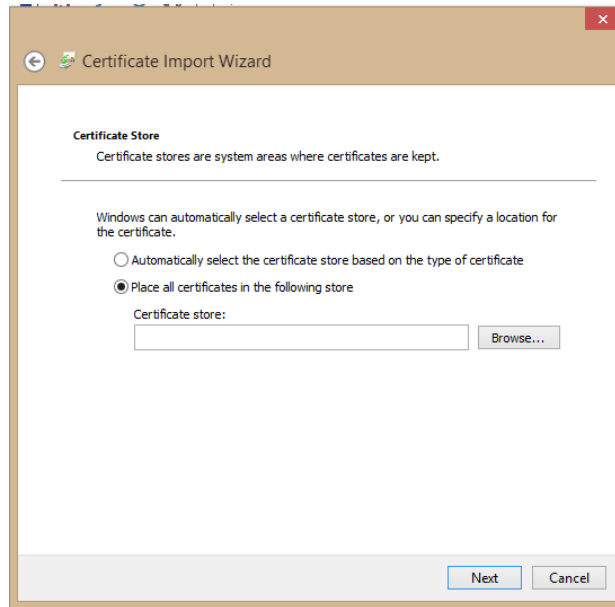 Certificate Import Wizard
Certificate Store
Certificate stores are system areas where certificates are kept.
Windows can automatically select a certificate store, or you can specify a location for
the certificate.
Automatically select the certificate store based on the type of certificate
Place all certificates in the following store
Certificate store:
Browse...
Next
Cancel